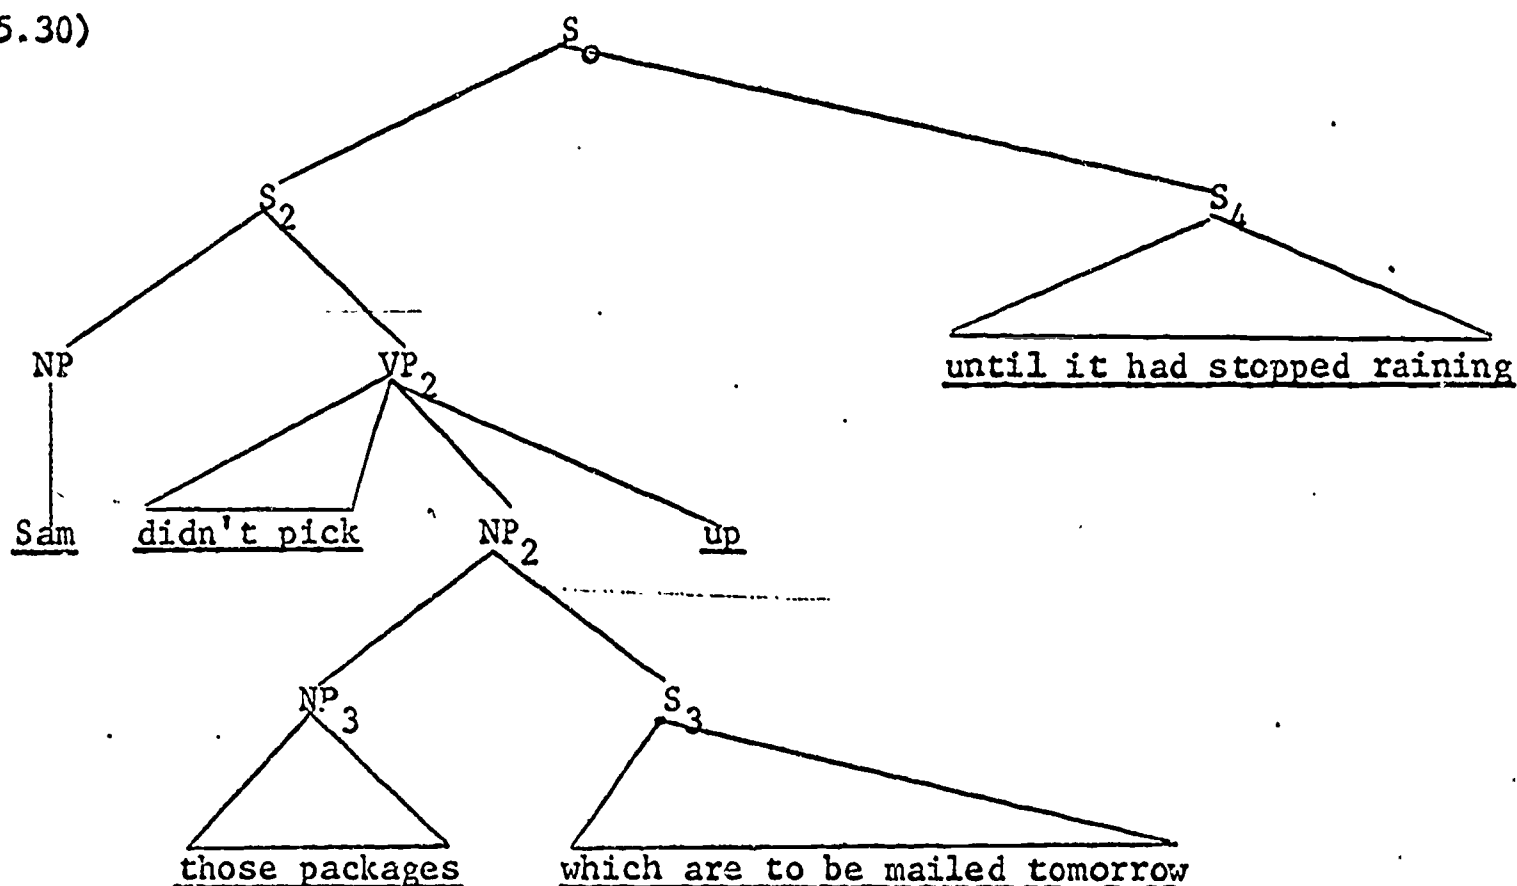 5.30)
S
o
S2
S4
NP
VP2
until it had stopped raining
Sam
didn't pick
NP2
up
NP3
S3
those packages
which are to be mailed tomorrow